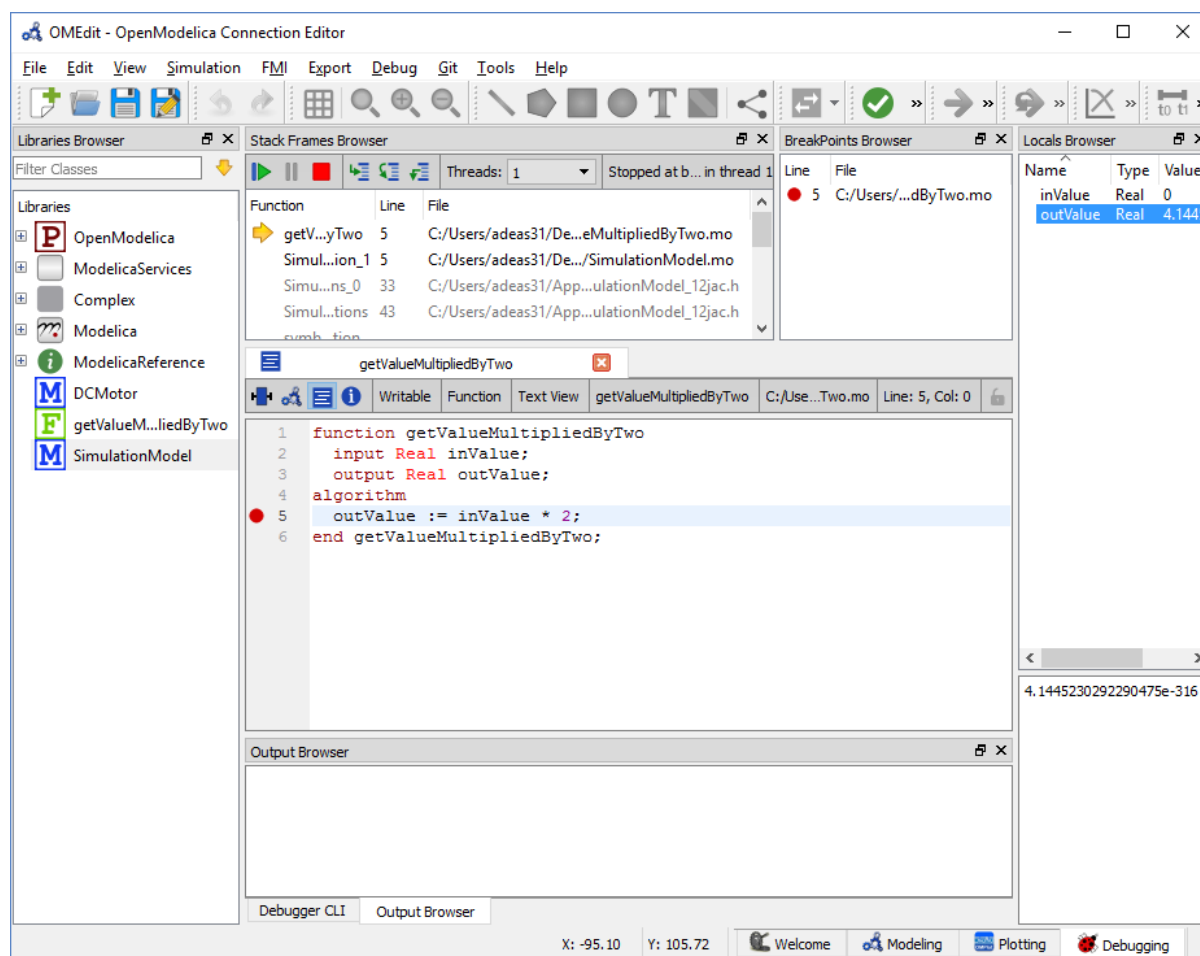 OMEdit - OpenModelica Connection Editor
File Edit View Simulation FMI Export Debug Git Tools Help
T » » » to t1
Libraries Browser
Filter Classes
Libraries
P OpenModelica
ModelicaServices
Complex
m Modelica
i ModelicaReference
M DCMotor
F getValueM...liedByTwo
M SimulationModel
Stack Frames Browser
Threads: 1 Stopped at b... in thread 1
Function Line File
getV...yTwo 5 C:/Users/adeas31/De...eMultipliedByTwo.mo
Simul...ion_1 5 C:/Users/adeas31/De.../SimulationModel.mo
Simu...ns_0 33 C:/Users/adeas31/App...ulationModel_12jac.h
Simul...tions 43 C:/Users/adeas31/App...ulationModel_12jac.h
BreakPoints Browser
Line File
5 C:/Users/...dByTwo.mo
Locals Browser
Name Type Value
inValue Real 0
outValue Real 4.144
4.1445230292290475e-316
getValueMultipliedByTwo
Writable Function Text View getValueMultipliedByTwo C:/Use...Two.mo Line: 5, Col: 0
1 function getValueMultipliedByTwo
2 input Real inValue;
3 output Real outValue;
4 algorithm
5 outValue := inValue * 2;
6 end getValueMultipliedByTwo;
Output Browser
Debugger CLI Output Browser
X: -95.10 Y: 105.72 Welcome Modeling Plotting Debugging